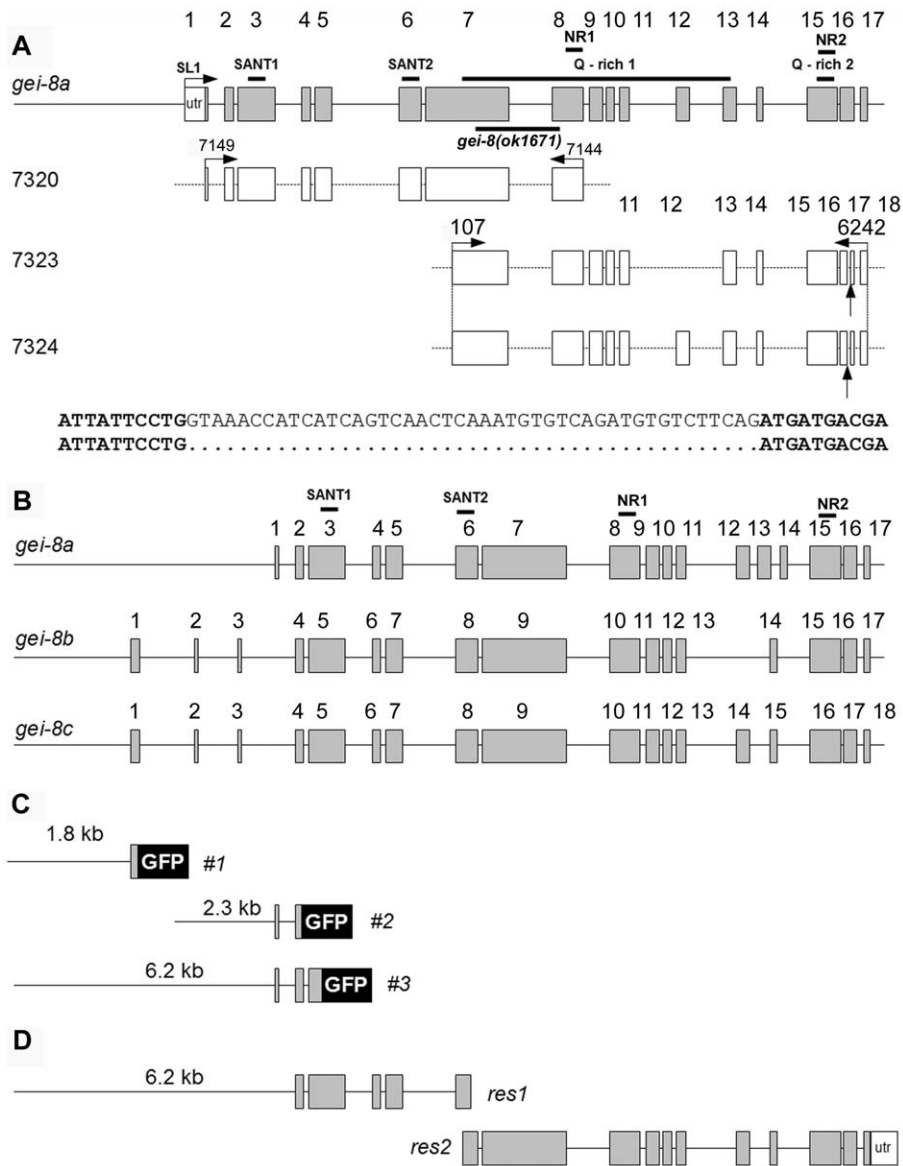 1 2 3 4 5 6 7 8 9 10 11 12 13 14 15 16 17
A
SANT1 SANT2 NR1 NR2
SL1 Q - rich 1 Q - rich 2
gei-8a utr
gei-8(ok1671)
7149 7144
7320
11 12 13 14 15 16 17 18
107 6242
7323
7324
ATTATTCCTGGTAAACCATCATCAGTCAACTCAAATGTGTCAGATGTGTCTTCAGATGATGACGA
ATTATTCCTG.............................................ATGATGACGA
B
SANT1 SANT2 NR1 NR2
1 2 3 4 5 6 7 8 9 10 11 12 13 14 15 16 17
gei-8a
1 2 3 4 5 6 7 8 9 10 11 12 13 14 15 16 17
gei-8b
1 2 3 4 5 6 7 8 9 10 11 12 13 14 15 16 17 18
gei-8c
C
1.8 kb
GFP #1
2.3 kb
GFP #2
6.2 kb
GFP #3
D
6.2 kb
res1
res2 utr